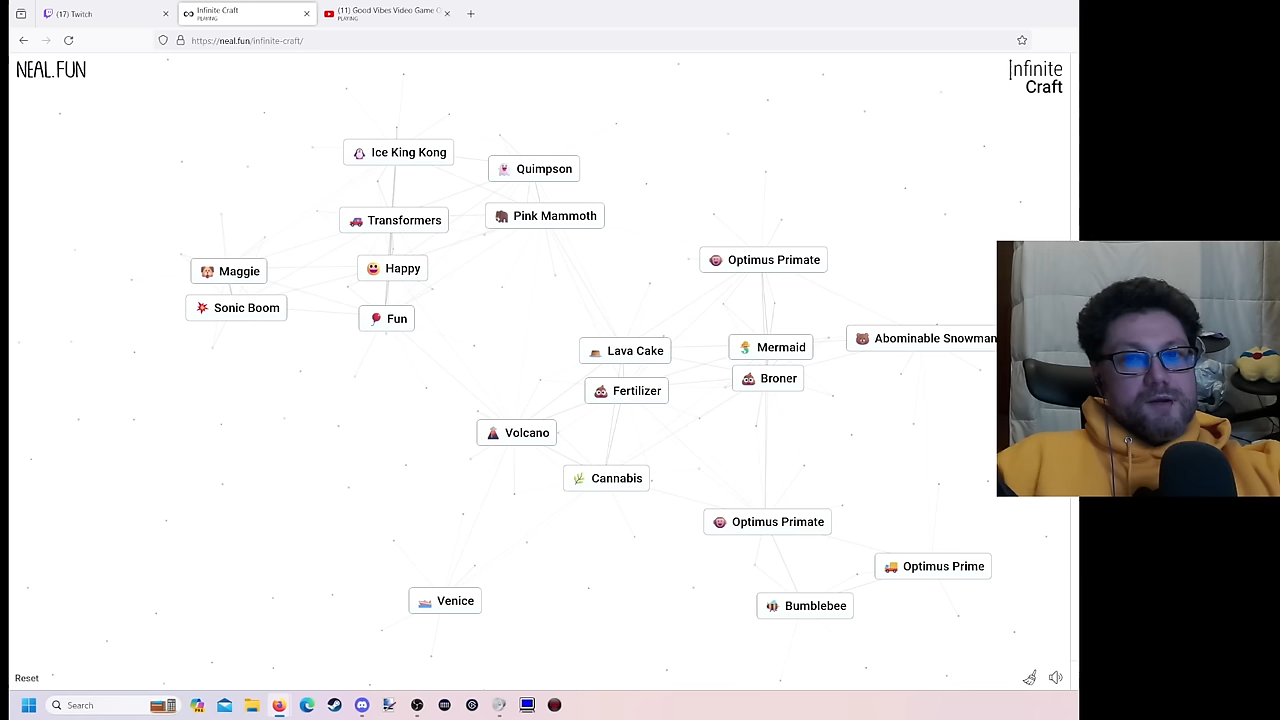 (17) Twitch
Infinite Craft
PLAYING
(11) Good Vibes Video Game C
PLAYING
https://neal.fun/infinite-craft/
NEAL.FUN
Infinite
Craft
Ice King Kong
Quimpson
Transformers
Pink Mammoth
Maggie
Happy
Optimus Primate
Sonic Boom
Fun
Lava Cake
Mermaid
Abominable Snowman
Fertilizer
Broner
Volcano
Cannabis
Optimus Primate
Optimus Prime
Venice
Bumblebee
Reset
Search